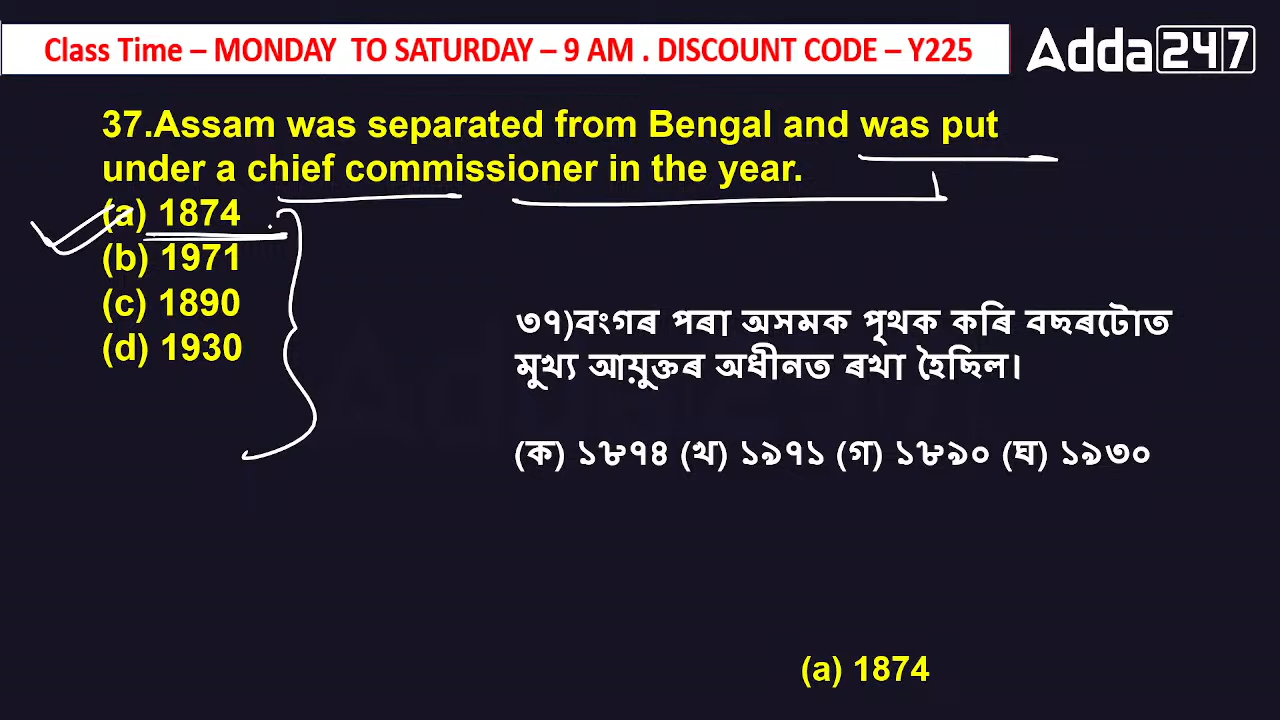 Class Time – MONDAY TO SATURDAY – 9 AM . DISCOUNT CODE – Y225
Adda247
37.Assam was separated from Bengal and was put
under a chief commissioner in the year.
(a) 1874
(b) 1971
(c) 1890
(d) 1930
৩৭)বংগৰ পৰা অসমক পৃথক কৰি বছৰটোত
মুখ্য আয়ুক্তৰ অধীনত ৰখা হৈছিল।
(ক) ১৮৭৪ (খ) ১৯৭১ (গ) ১৮৯০ (ঘ) ১৯৩০
(a) 1874